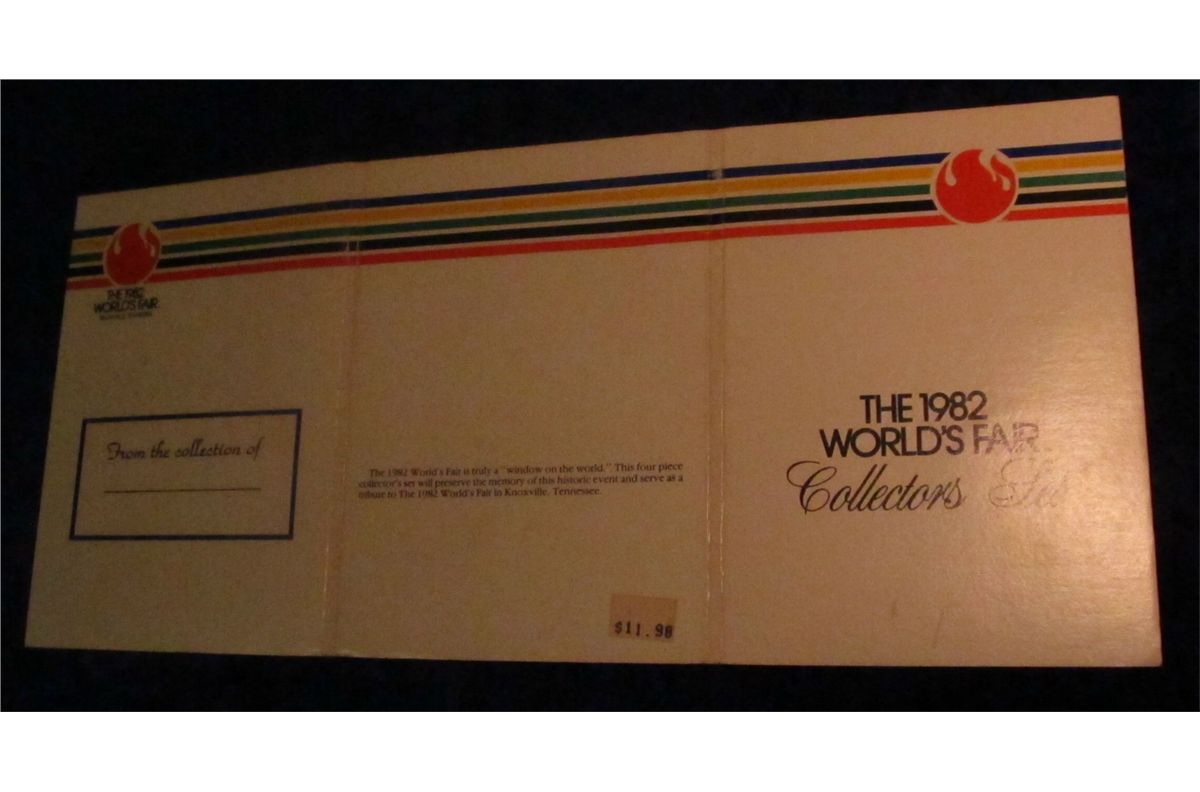 THE 1982
WORLD'S FAIR
From the collection of
The 1982 World's Fair is truly a "window on the world." This four piece
collector's set will preserve the memory of this historic event and serve as a
tribute to The 1982 World's Fair in Knoxville, Tennessee.
$11.98
THE 1982
WORLD'S FAIR
Collectors Set